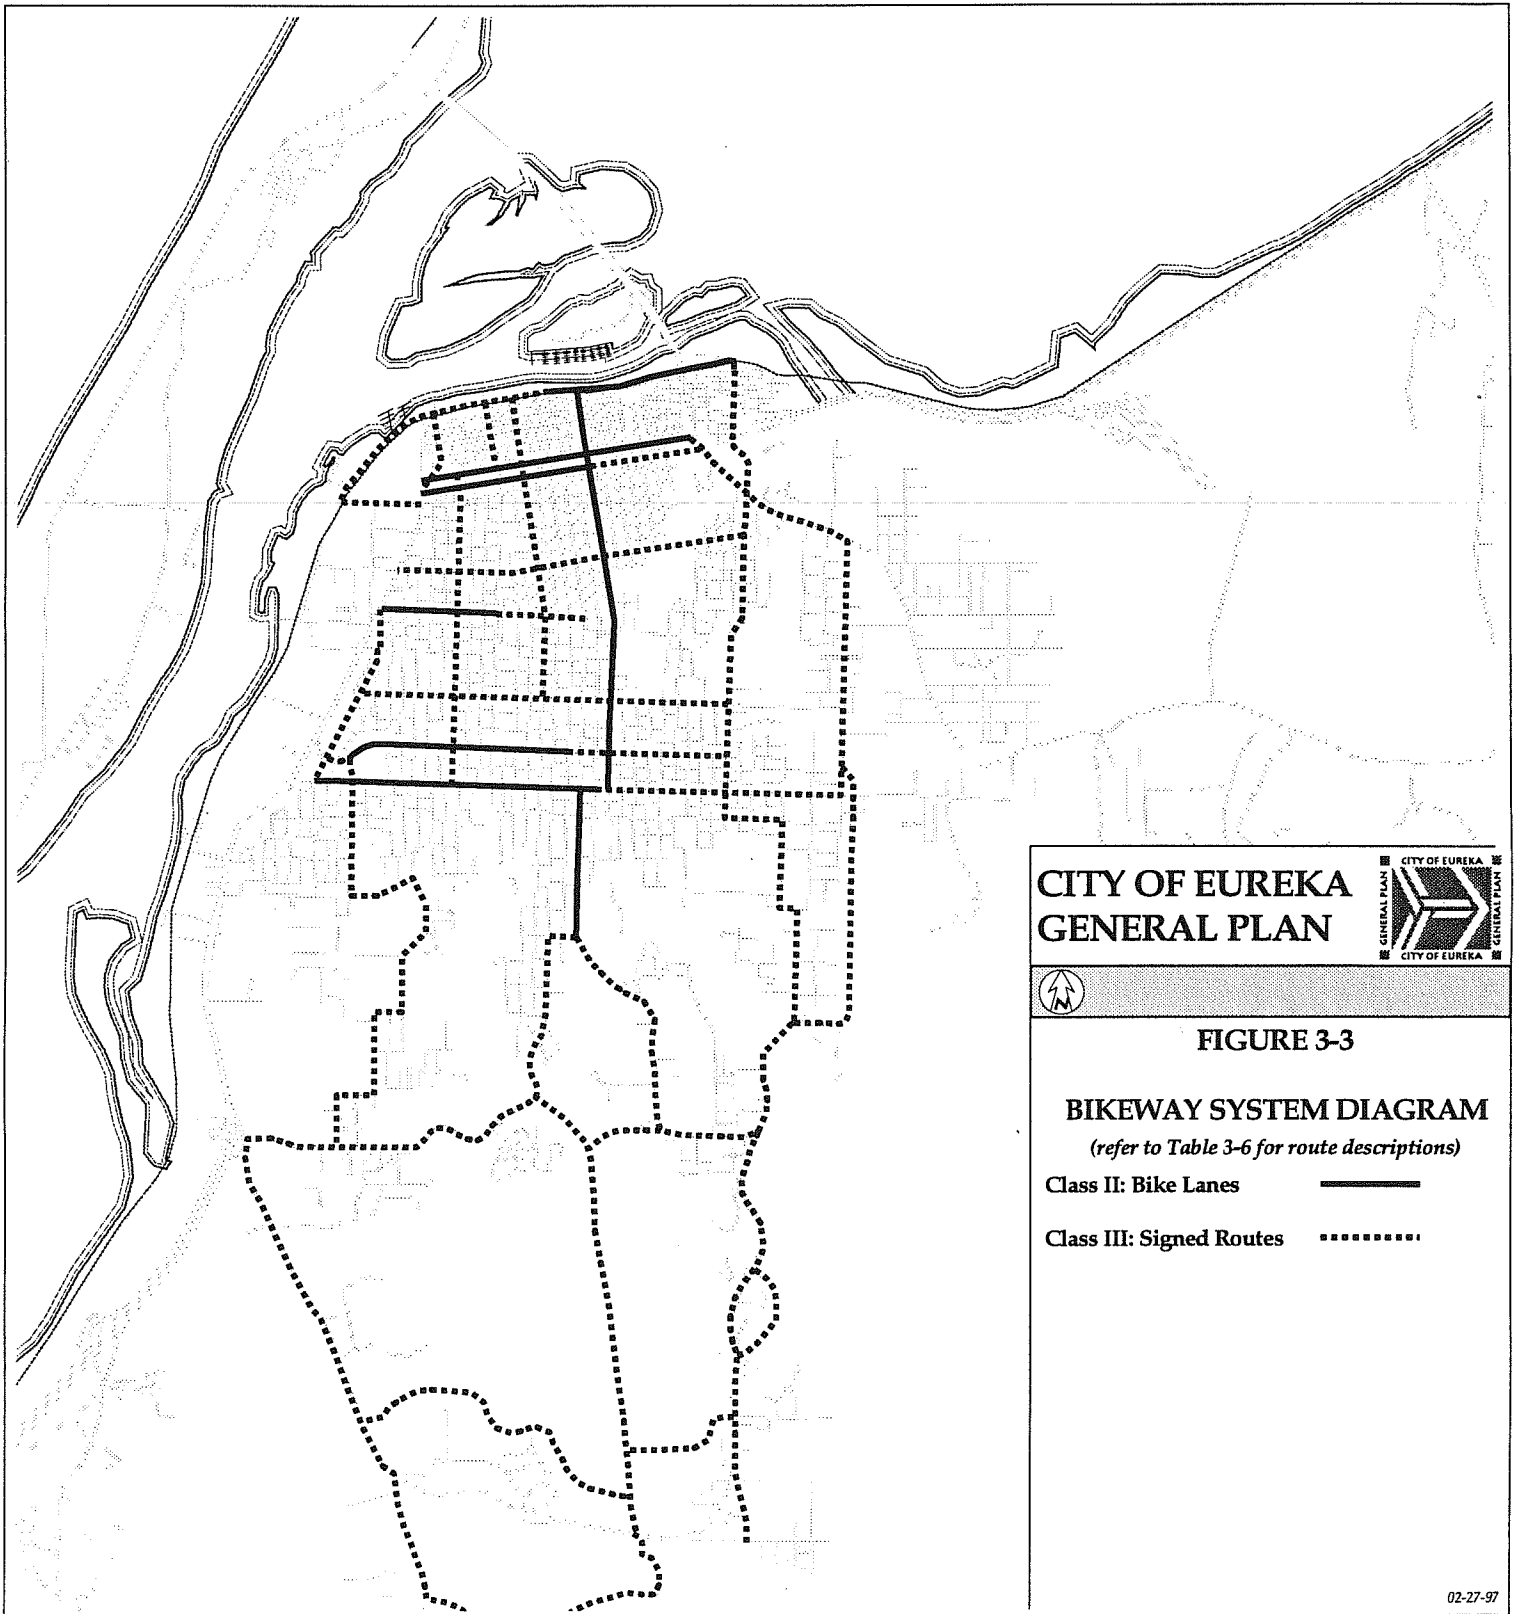 CITY OF EUREKA
GENERAL PLAN
CITY OF EUREKA
GENERAL PLAN
GENERAL PLAN
CITY OF EUREKA
N
FIGURE 3-3
BIKEWAY SYSTEM DIAGRAM
(refer to Table 3-6 for route descriptions)
Class II: Bike Lanes
Class III: Signed Routes
02-27-97